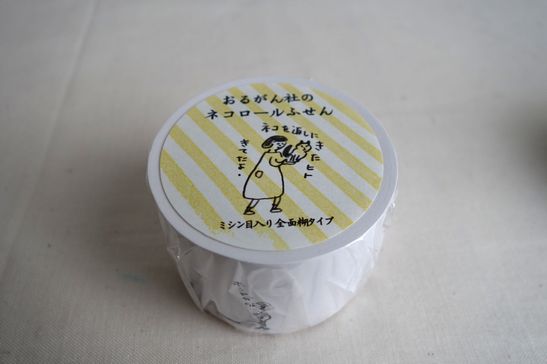 おるがん社の
ネコロールふせん
ネコを返しに
きたヒト
きてたよ。
ミシン目入り全面糊タイプ